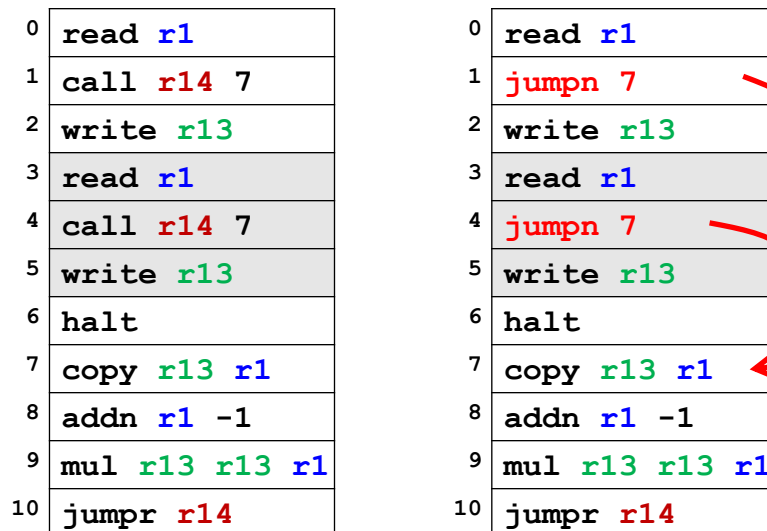 0 read r1
1 call r14 7
2 write r13
3 read r1
4 call r14 7
5 write r13
6 halt
7 copy r13 r1
8 addn r1 -1
9 mul r13 r13 r1
10 jumpr r14
0 read r1
1 jumpn 7
2 write r13
3 read r1
4 jumpn 7
5 write r13
6 halt
7 copy r13 r1
8 addn r1 -1
9 mul r13 r13 r1
10 jumpr r14